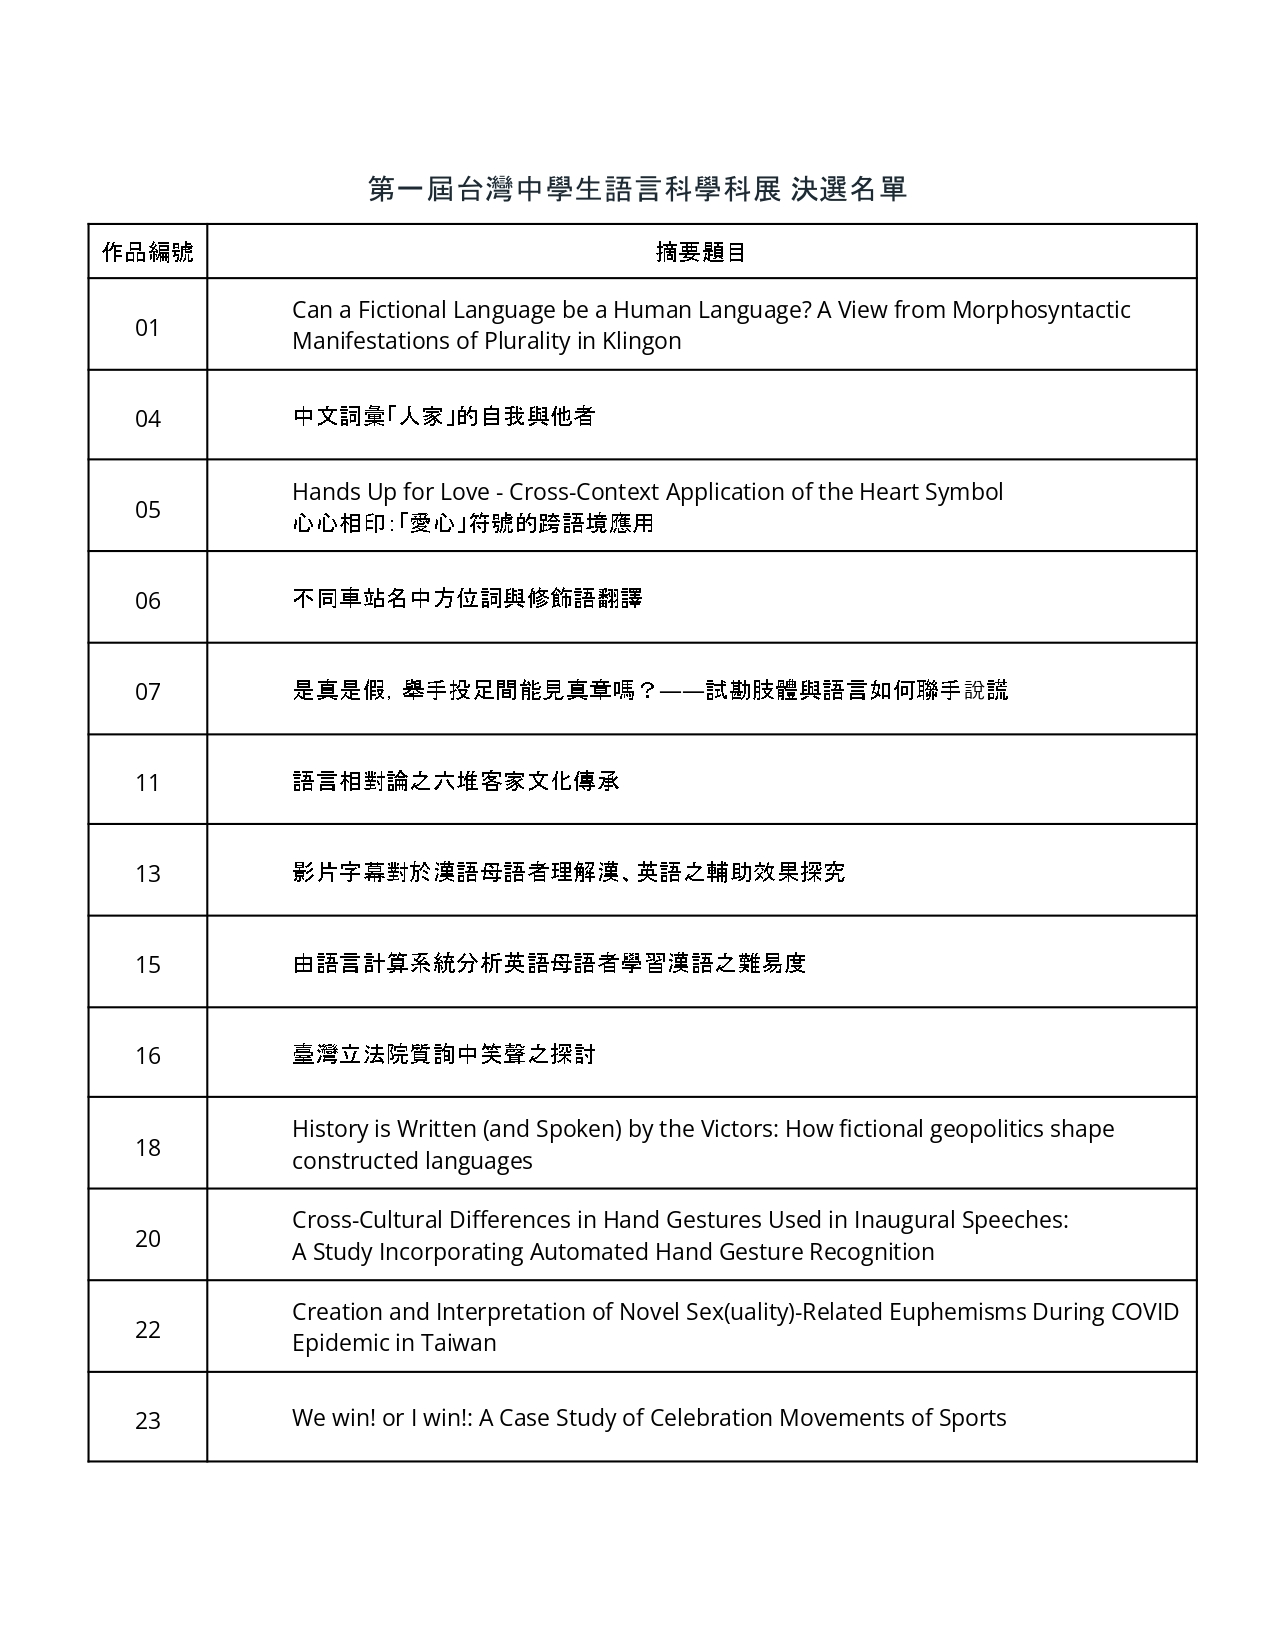 第一屆台灣中學生語言科學科展 決選名單
作品編號 摘要題目
01 Can a Fictional Language be a Human Language? A View from Morphosyntactic
Manifestations of Plurality in Klingon
04 中文詞彙「人家」的自我與他者
05 Hands Up for Love - Cross-Context Application of the Heart Symbol
心心相印：「愛心」符號的跨語境應用
06 不同車站名中方位詞與修飾語翻譯
07 是真是假，舉手投足間能見真章嗎？——試勘肢體與語言如何聯手說謊
11 語言相對論之六堆客家文化傳承
13 影片字幕對於漢語母語者理解漢、英語之輔助效果探究
15 由語言計算系統分析英語母語者學習漢語之難易度
16 臺灣立法院質詢中笑聲之探討
18 History is Written (and Spoken) by the Victors: How fictional geopolitics shape
constructed languages
20 Cross-Cultural Differences in Hand Gestures Used in Inaugural Speeches:
A Study Incorporating Automated Hand Gesture Recognition
22 Creation and Interpretation of Novel Sex(uality)-Related Euphemisms During COVID
Epidemic in Taiwan
23 We win! or I win!: A Case Study of Celebration Movements of Sports